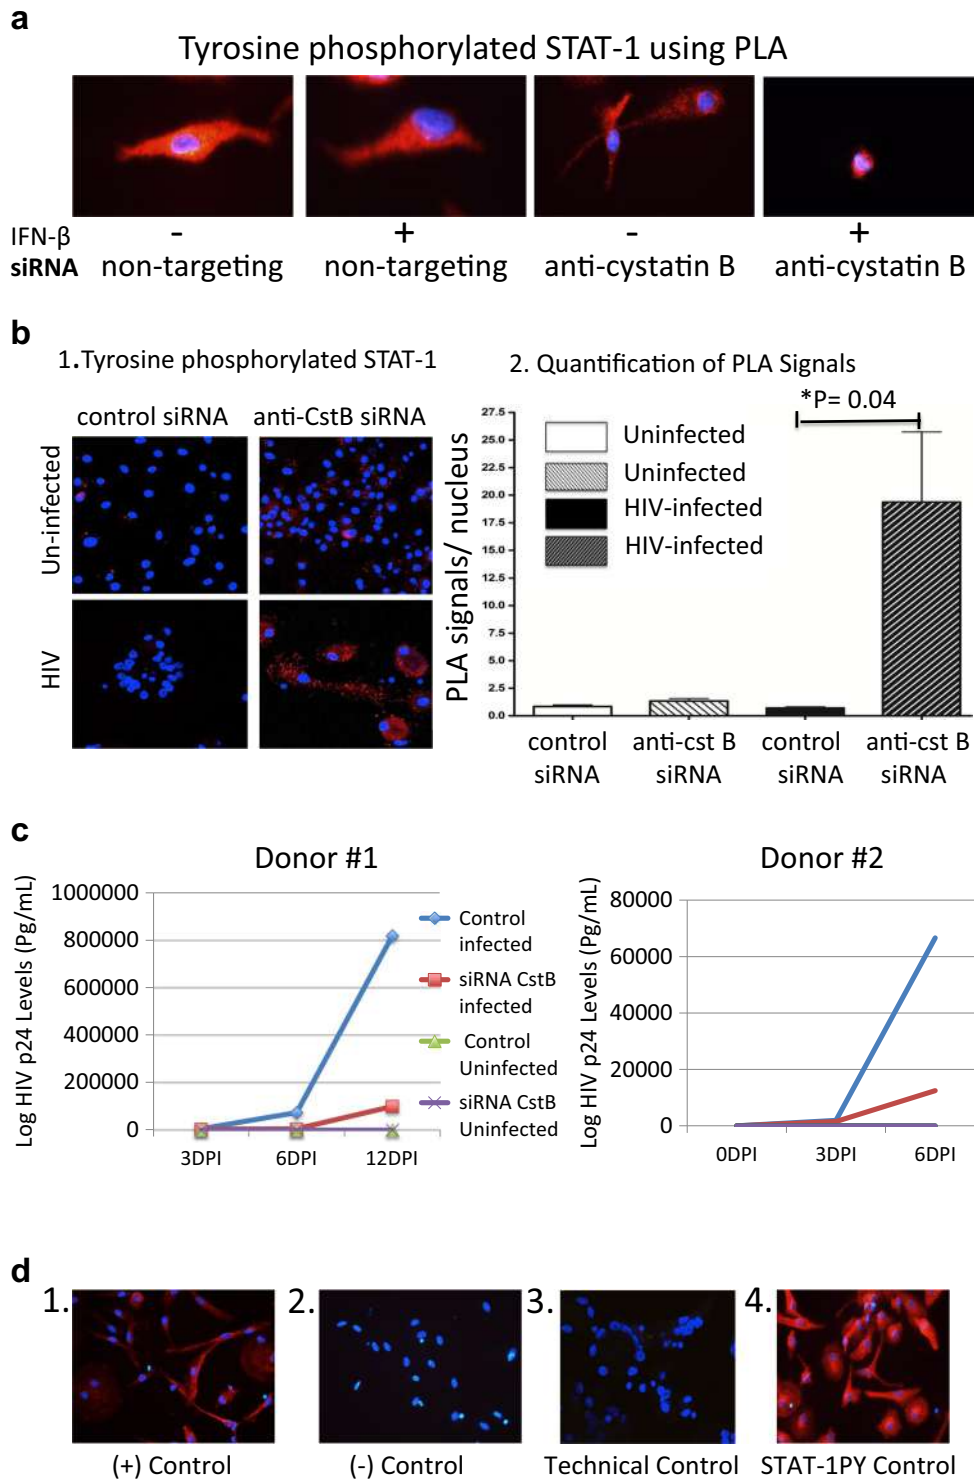 a
Tyrosine phosphorylated STAT-1 using PLA
IFN-β - + - +
siRNA non-targeting non-targeting anti-cystatin B anti-cystatin B
b
1.Tyrosine phosphorylated STAT-1
control siRNA anti-CstB siRNA
Un-infected
HIV
2. Quantification of PLA Signals
*P= 0.04
PLA signals/ nucleus
27.5
25.0
22.5
20.0
17.5
15.0
12.5
10.0
7.5
5.0
2.5
0.0
Uninfected
Uninfected
HIV-infected
HIV-infected
control anti-cst B control anti-cst B
siRNA siRNA siRNA siRNA
c
Donor #1
Log HIV p24 Levels (Pg/mL)
1000000
800000
600000
400000
200000
0
3DPI 6DPI 12DPI
Control
infected
siRNA CstB
infected
Control
Uninfected
siRNA CstB
Uninfected
Donor #2
Log HIV p24 Levels (Pg/mL)
80000
60000
40000
20000
0
0DPI 3DPI 6DPI
d
1. 2. 3. 4.
(+) Control (-) Control Technical Control STAT-1PY Control